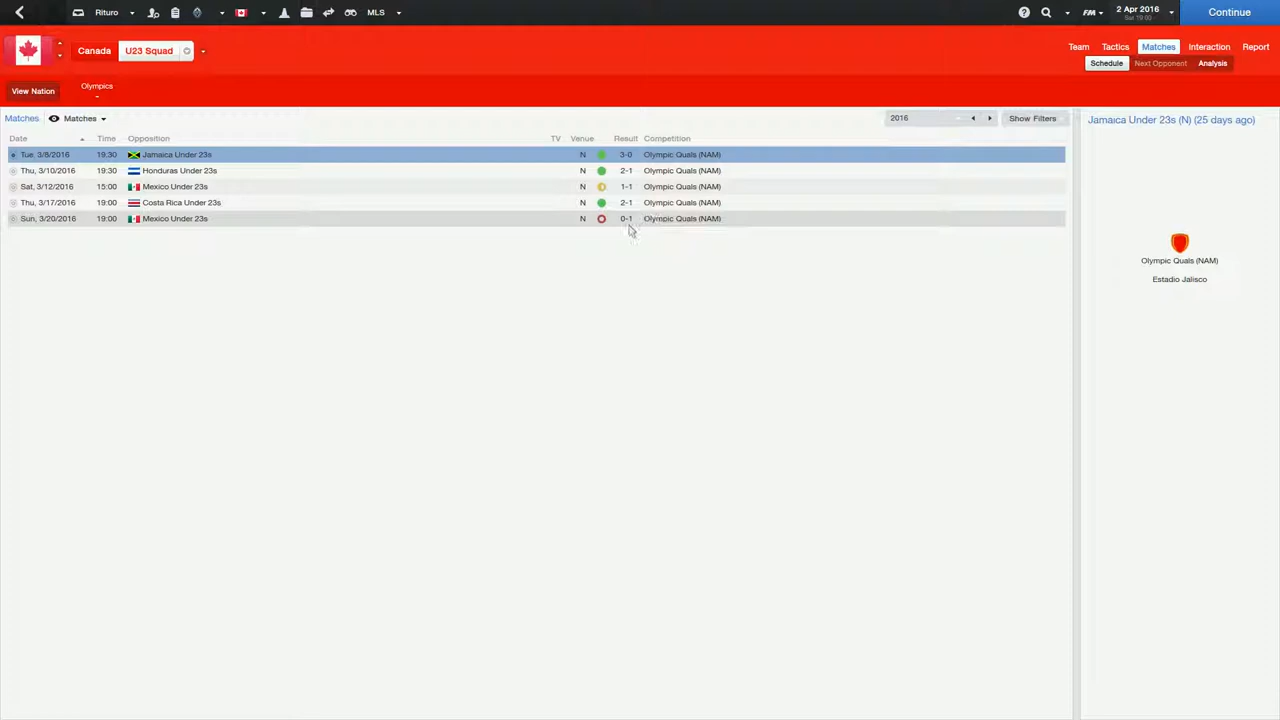 Rituro MLS FM 2 Apr 2016 Sat 19:00 Continue
Canada U23 Squad Team Tactics Matches Interaction Report
Schedule Next Opponent Analysis
View Nation Olympics
Matches Matches 2016 Show Filters Jamaica Under 23s (N) (25 days ago)
Date Time Opposition TV Venue Result Competition
Tue, 3/8/2016 19.30 Jamaica Under 23s N 3-0 Olympic Quals (NAM)
Thu, 3/10/2016 19:30 Honduras Under 23s N 2-1 Olympic Quals (NAM)
Sat, 3/12/2016 15:00 Mexico Under 23s N 1-1 Olympic Quals (NAM)
Thu, 3/17/2016 19:00 Costa Rica Under 23s N 2-1 Olympic Quals (NAM)
Sun, 3/20/2016 19:00 Mexico Under 23s N 0-1 Olympic Quals (NAM)
Olympic Quals (NAM)
Estadio Jalisco